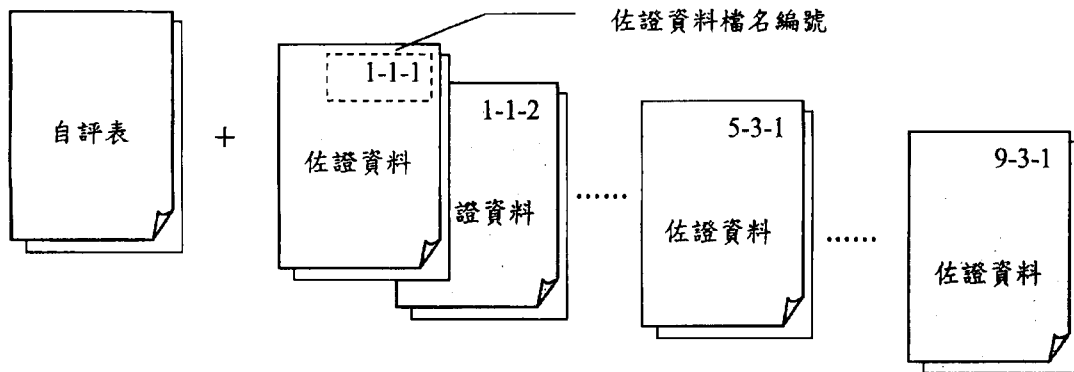 佐證資料檔名編號
自評表
+
1-1-1
佐證資料
1-1-2
證資料
......
5-3-1
佐證資料
......
9-3-1
佐證資料